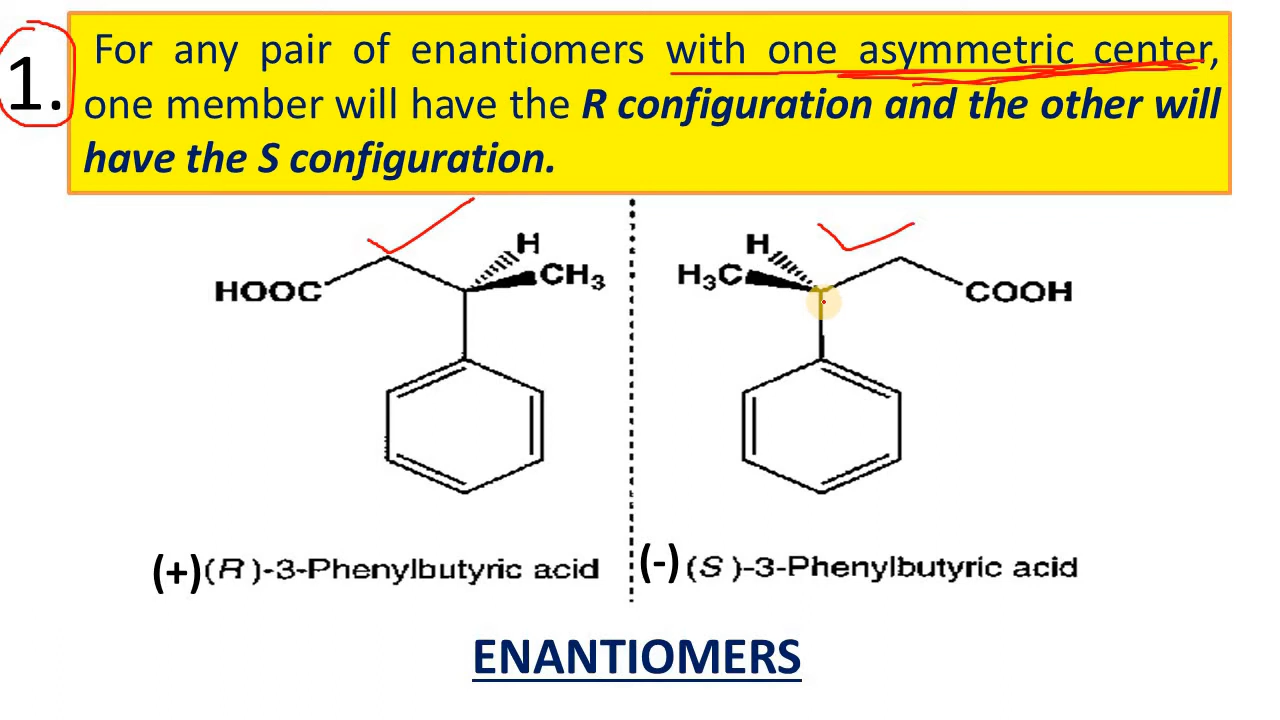 1.
For any pair of enantiomers with one asymmetric center,
one member will have the R configuration and the other will
have the S configuration.
HOOC H CH₃
H H₃C COOH
(+) (R)-3-Phenylbutyric acid
(-) (S)-3-Phenylbutyric acid
ENANTIOMERS